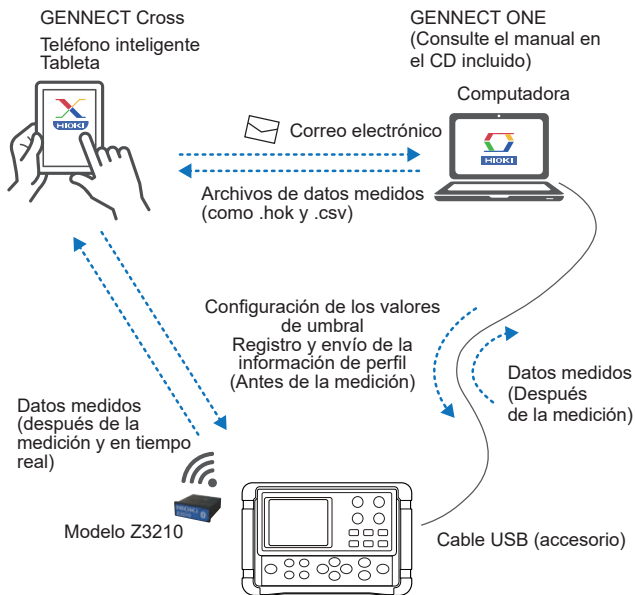 GENNECT Cross
Teléfono inteligente
Tableta
HIOKI
GENNECT ONE
(Consulte el manual en
el CD incluido)
Computadora
HIOKI
Correo electrónico
Archivos de datos medidos
(como .hok y .csv)
Configuración de los valores
de umbral
Registro y envío de la
información de perfil
(Antes de la medición)
Datos medidos
(Después
de la medición)
Datos medidos
(después de la
medición y en tiempo
real)
HIOKI
Modelo Z3210
Cable USB (accesorio)